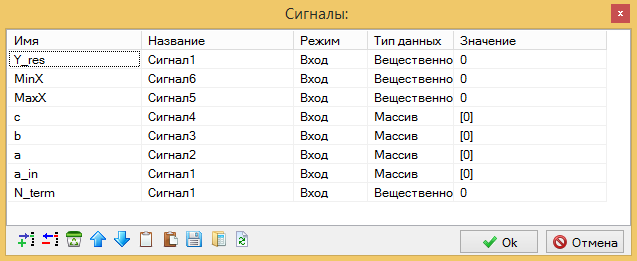 Сигналы:
Имя Название Режим Тип данных Значение
Y_res Сигнал1 Вход Вещественно 0
MinX Сигнал6 Вход Вещественно 0
MaxX Сигнал5 Вход Вещественно 0
c Сигнал4 Вход Массив [0]
b Сигнал3 Вход Массив [0]
a Сигнал2 Вход Массив [0]
a_in Сигнал1 Вход Массив [0]
N_term Сигнал1 Вход Вещественно 0
Ok Отмена